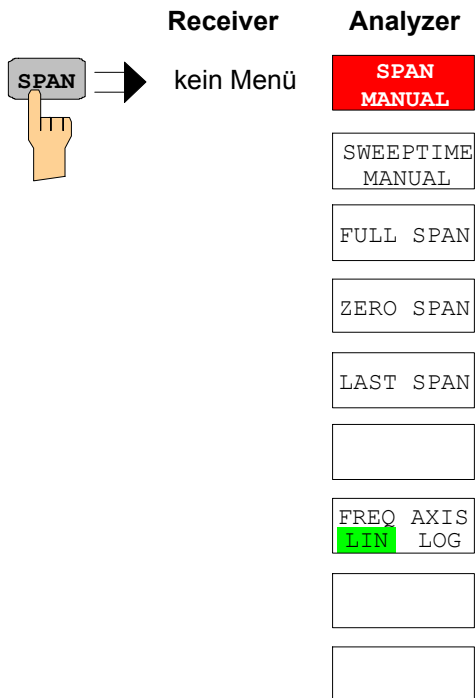 Receiver Analyzer
SPAN kein Menü SPAN
MANUAL
SWEEPTIME
MANUAL
FULL SPAN
ZERO SPAN
LAST SPAN
FREQ AXIS
LIN LOG